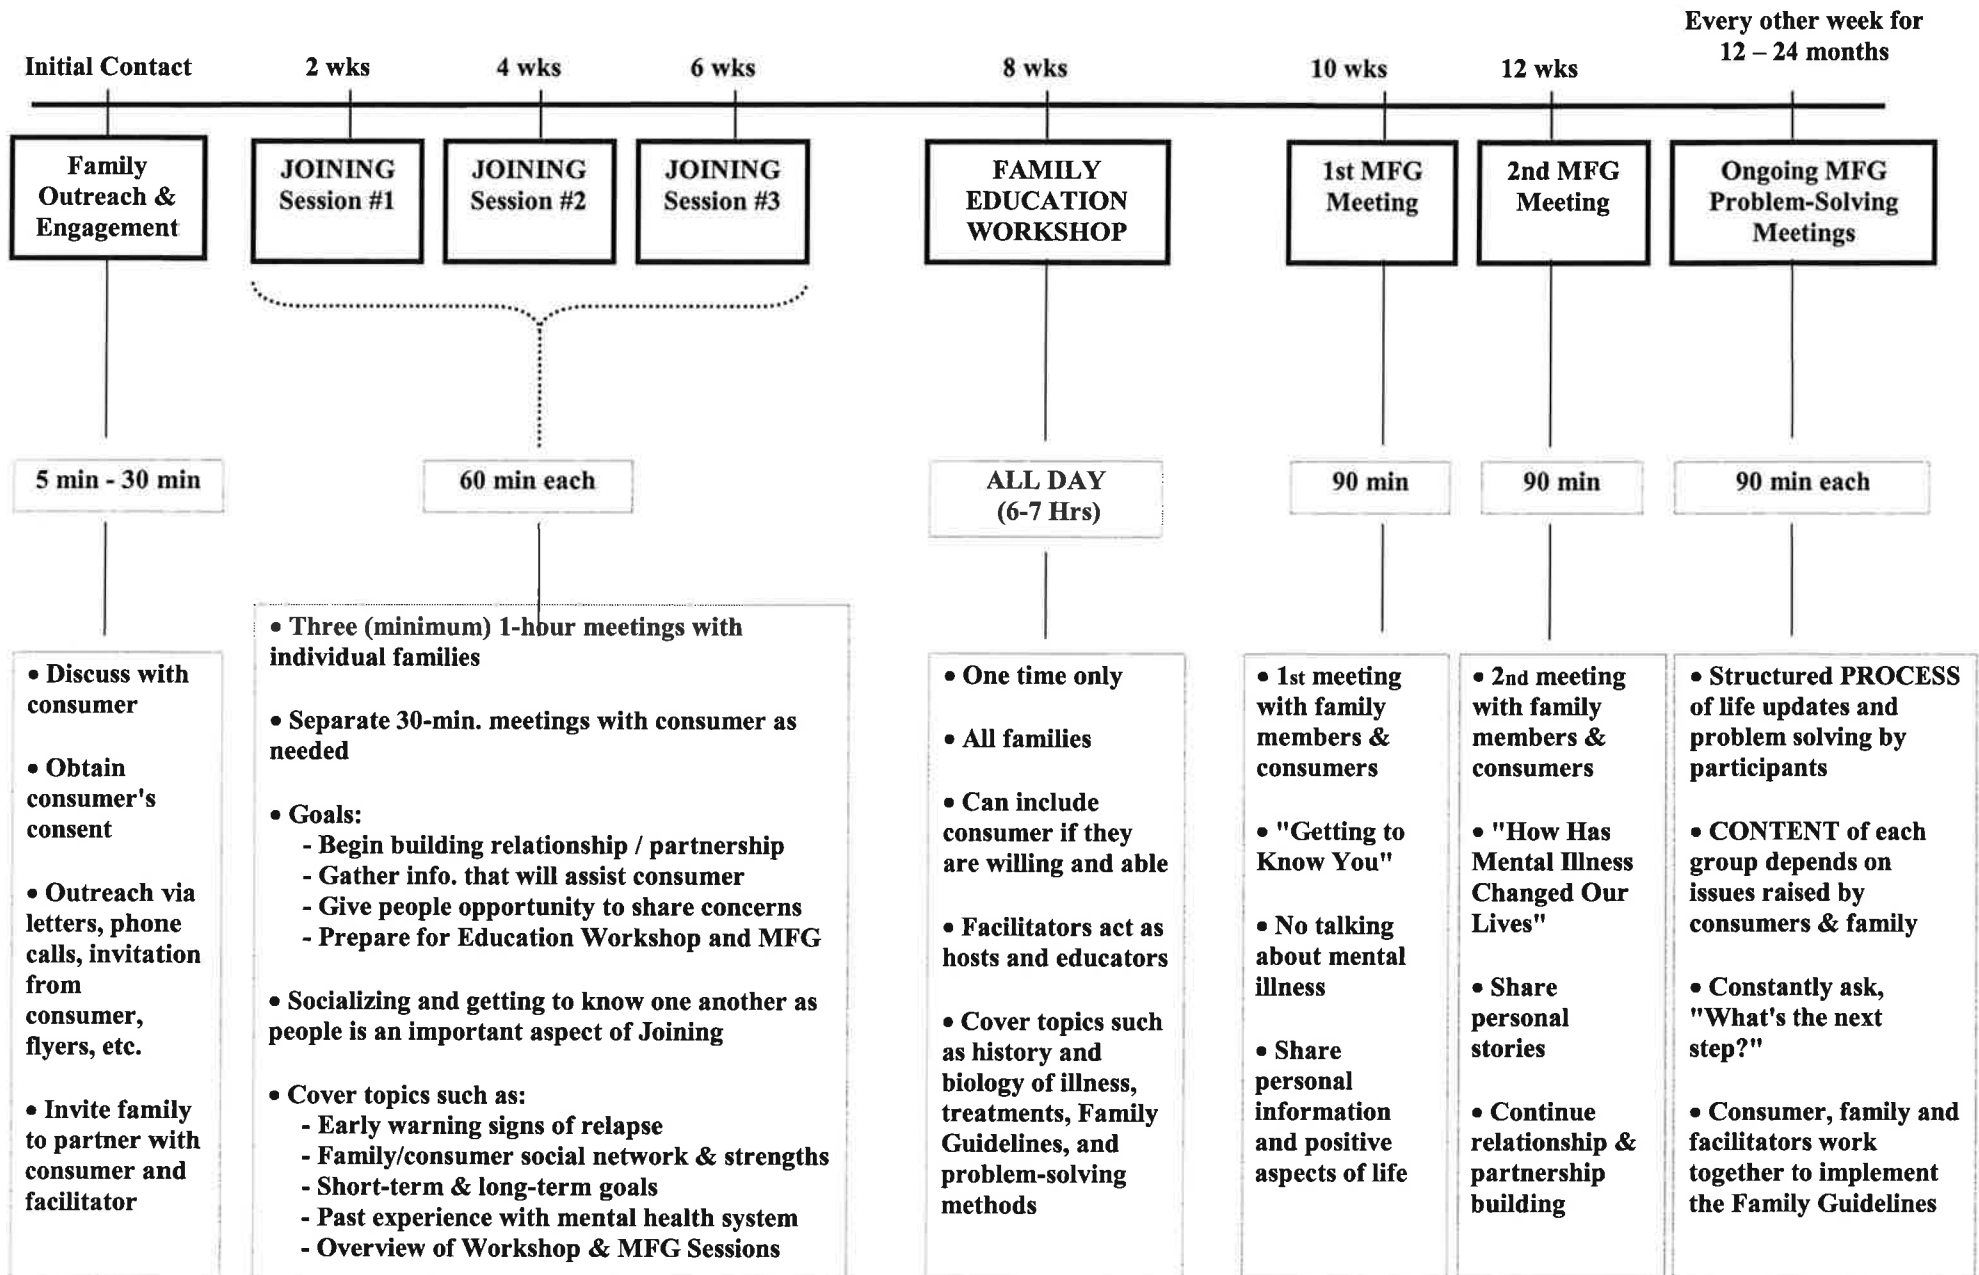 Every other week for
12 – 24 months
Initial Contact
2 wks
4 wks
6 wks
8 wks
10 wks
12 wks
Family
Outreach &
Engagement
JOINING
Session #1
JOINING
Session #2
JOINING
Session #3
FAMILY
EDUCATION
WORKSHOP
1st MFG
Meeting
2nd MFG
Meeting
Ongoing MFG
Problem-Solving
Meetings
5 min - 30 min
60 min each
ALL DAY
(6-7 Hrs)
90 min
90 min
90 min each
• Discuss with
consumer
• Obtain
consumer's
consent
• Outreach via
letters, phone
calls, invitation
from
consumer,
flyers, etc.
• Invite family
to partner with
consumer and
facilitator
• Three (minimum) 1-hour meetings with
individual families
• Separate 30-min. meetings with consumer as
needed
• Goals:
- Begin building relationship / partnership
- Gather info. that will assist consumer
- Give people opportunity to share concerns
- Prepare for Education Workshop and MFG
• Socializing and getting to know one another as
people is an important aspect of Joining
• Cover topics such as:
- Early warning signs of relapse
- Family/consumer social network & strengths
- Short-term & long-term goals
- Past experience with mental health system
- Overview of Workshop & MFG Sessions
• One time only
• All families
• Can include
consumer if they
are willing and able
• Facilitators act as
hosts and educators
• Cover topics such
as history and
biology of illness,
treatments, Family
Guidelines, and
problem-solving
methods
• 1st meeting
with family
members &
consumers
• "Getting to
Know You"
• No talking
about mental
illness
• Share
personal
information
and positive
aspects of life
• 2nd meeting
with family
members &
consumers
• "How Has
Mental Illness
Changed Our
Lives"
• Share
personal
stories
• Continue
relationship &
partnership
building
• Structured PROCESS
of life updates and
problem solving by
participants
• CONTENT of each
group depends on
issues raised by
consumers & family
• Constantly ask,
"What's the next
step?"
• Consumer, family and
facilitators work
together to implement
the Family Guidelines